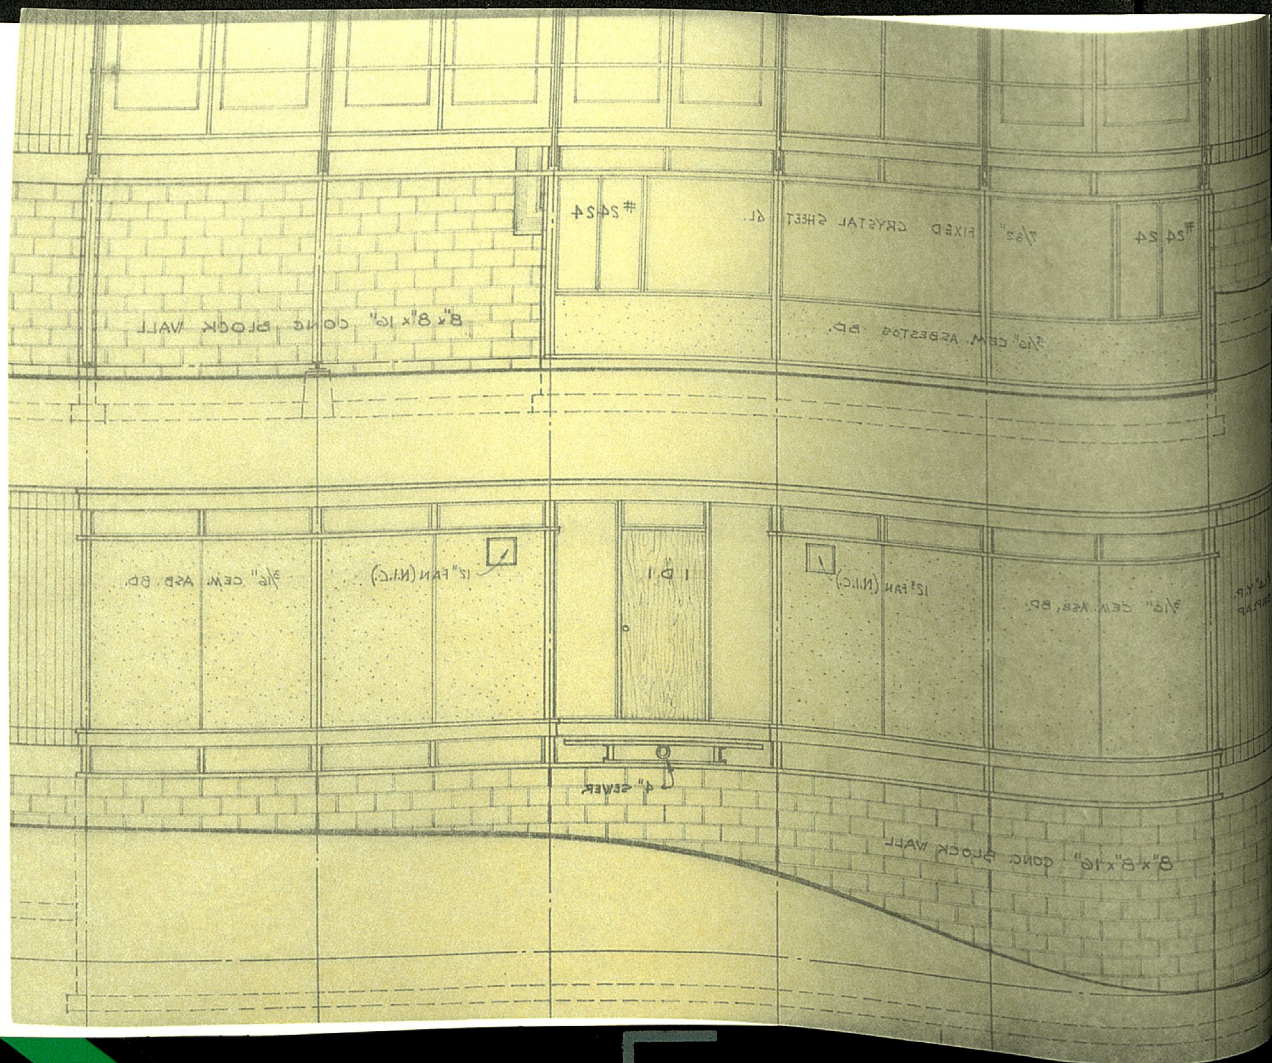 #2424
7/32" FIXED CRYSTAL SHEET GL.
#2424
8"x8"x16" CONC BLOCK WALL
3/16" CEM. ASBESTOS BD.
3/16" CEM. ASB. BD.
12" FAN (N.I.C.)
1 D 1
12" FAN (N.I.C.)
3/16" CEM. ASB. BD.
4" SEWER
8"x8"x16" CONC BLOCK WALL